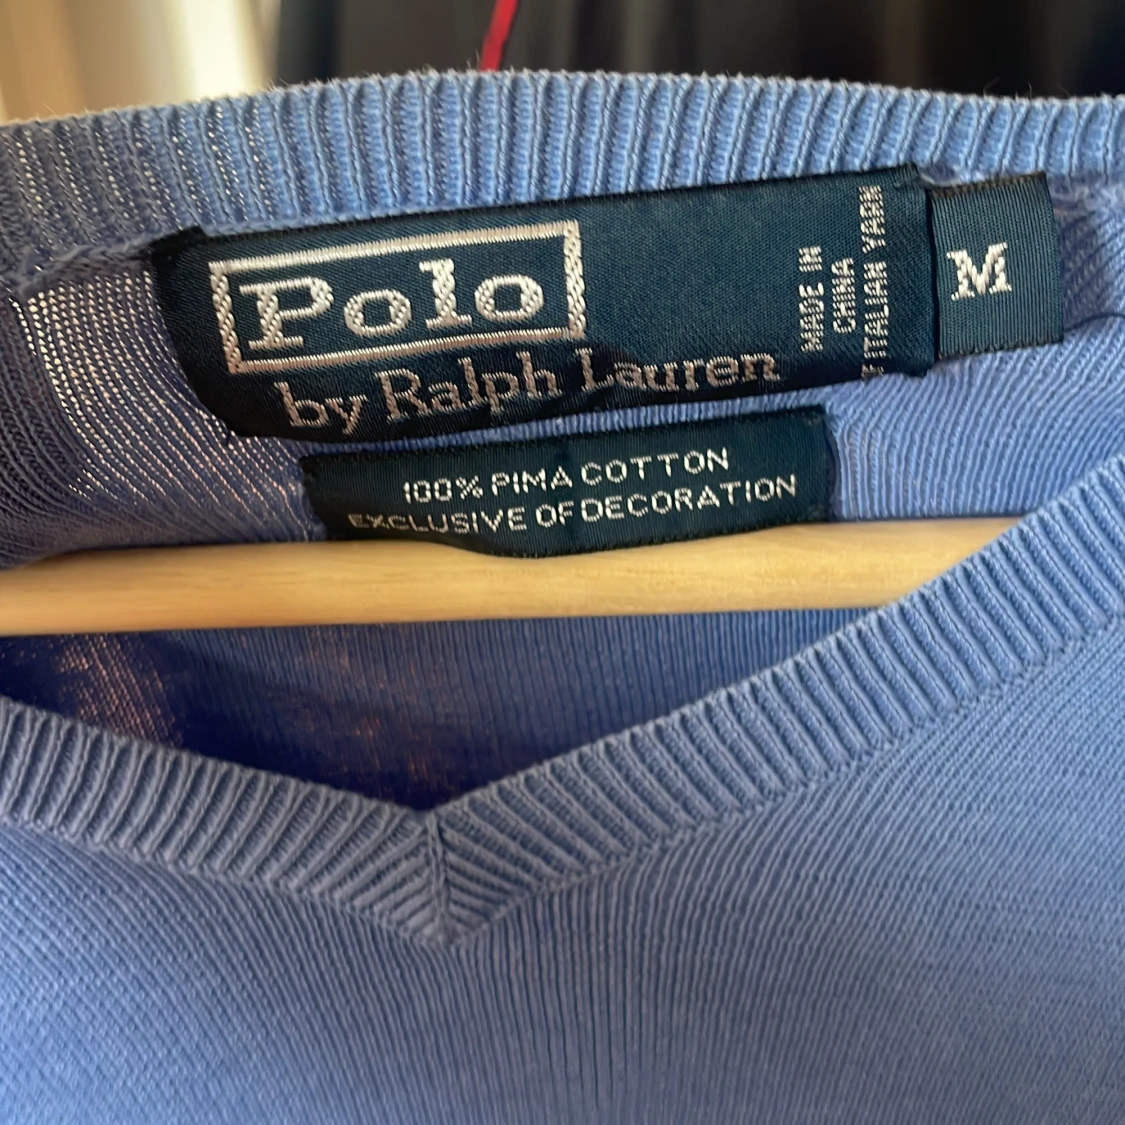 Polo
by Ralph Lauren
MADE IN
CHINA
OF ITALIAN YARN
M
100% PIMA COTTON
EXCLUSIVE OF DECORATION